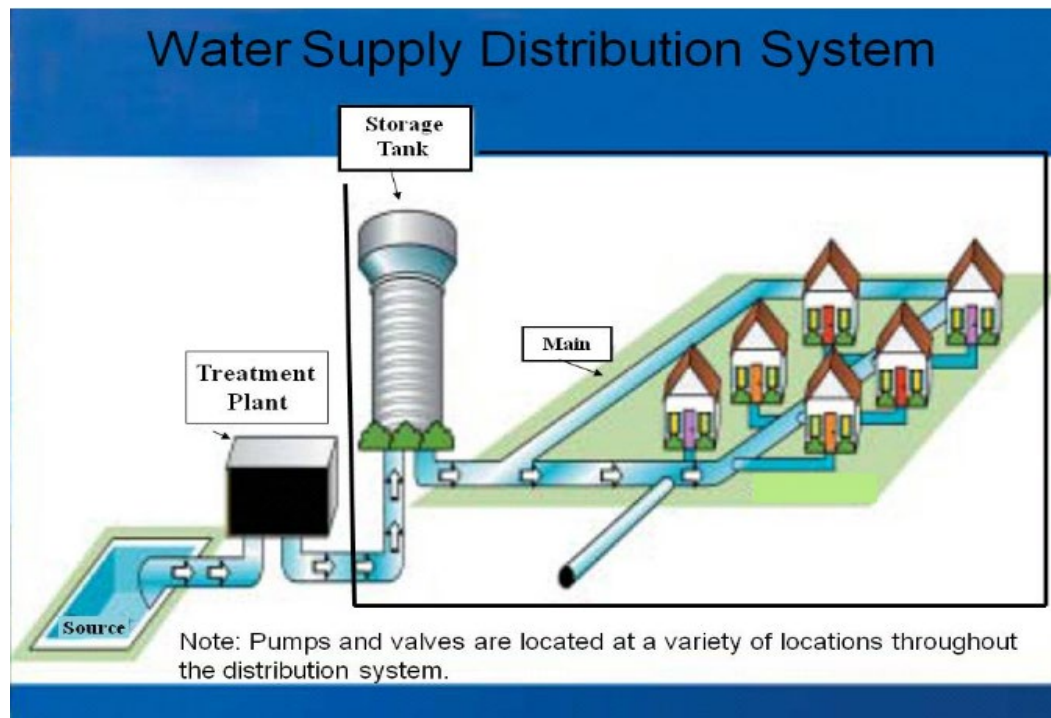 Water Supply Distribution System
Storage
Tank
Main
Treatment
Plant
Source
Note: Pumps and valves are located at a variety of locations throughout
the distribution system.